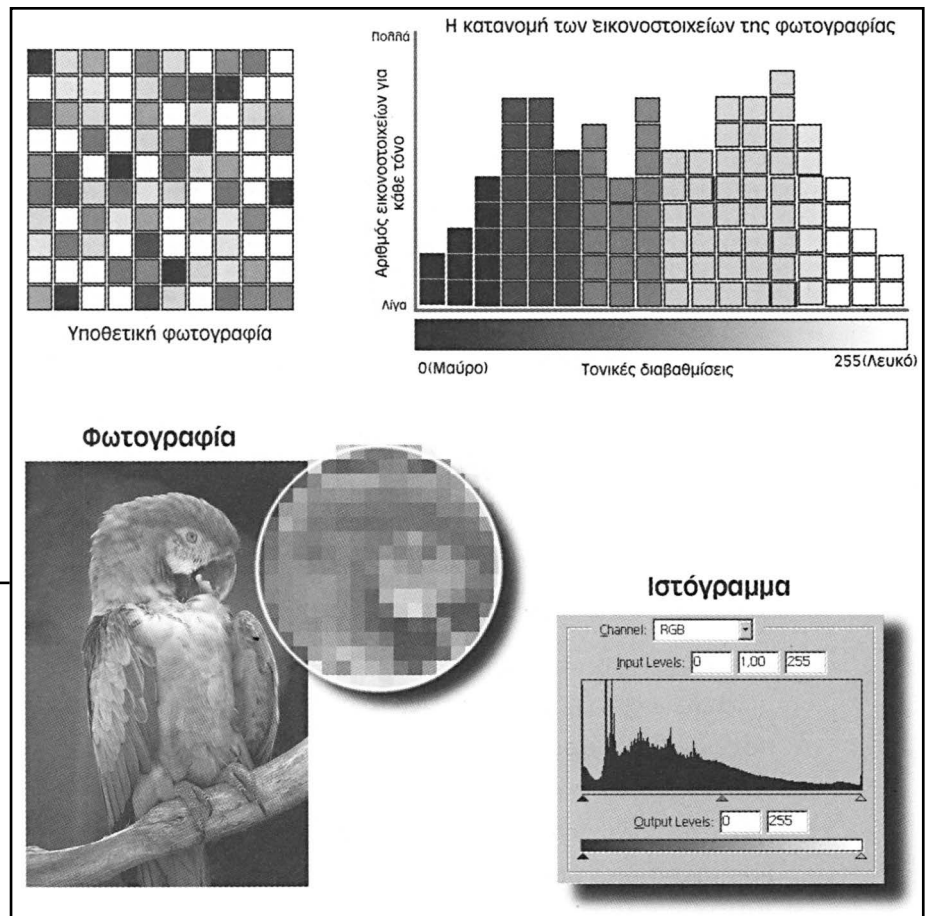 Η κατανομή των εικονοστοιχείων της φωτογραφίας
Πολλά
Αριθμός εικονοστοιχείων για
κάθε τόνο
Λίγα
Υποθετική φωτογραφία
0(Μαύρο)
Τονικές διαβαθμίσεις
255(Λευκό)
Φωτογραφία
Ιστόγραμμα
Channel: RGB
Input Levels: 0 1,00 255
Output Levels: 0 255